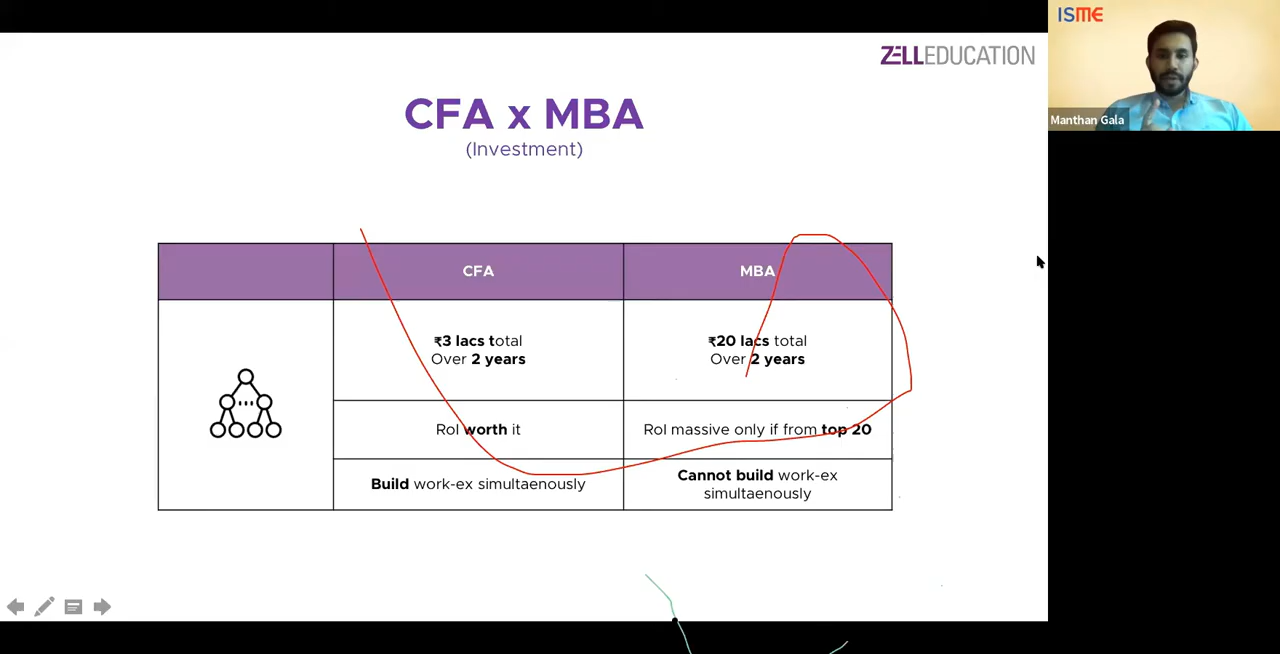 ISME
ZELLEDUCATION
Manthan Gala
CFA x MBA
(Investment)
CFA
MBA
₹3 lacs total
Over 2 years
₹20 lacs total
Over 2 years
RoI worth it
RoI massive only if from top 20
Build work-ex simultaenously
Cannot build work-ex
simultaenously